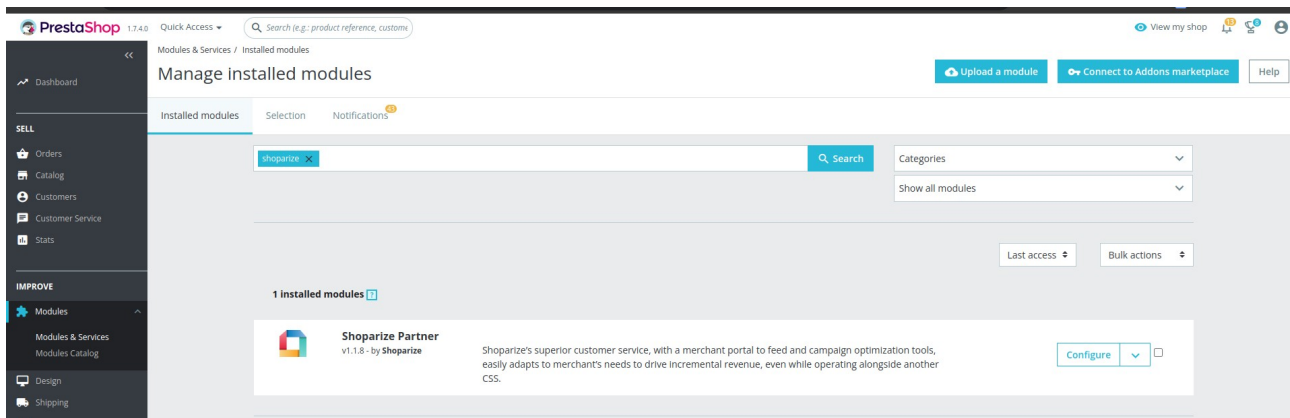 PrestaShop 1.7.4.0 Quick Access Search (e.g.: product reference, custome View my shop 13 8
Modules & Services / Installed modules
Manage installed modules
Upload a module Connect to Addons marketplace Help
Installed modules Selection Notifications 43
Dashboard
SELL
Orders
Catalog
Customers
Customer Service
Stats
IMPROVE
Modules
Modules & Services
Modules Catalog
Design
Shipping
shoparize Search Categories
Show all modules
Last access Bulk actions
1 installed modules ?
Shoparize Partner
v1.1.8 - by Shoparize
Shoparize's superior customer service, with a merchant portal to feed and campaign optimization tools,
easily adapts to merchant's needs to drive incremental revenue, even while operating alongside another
CSS.
Configure